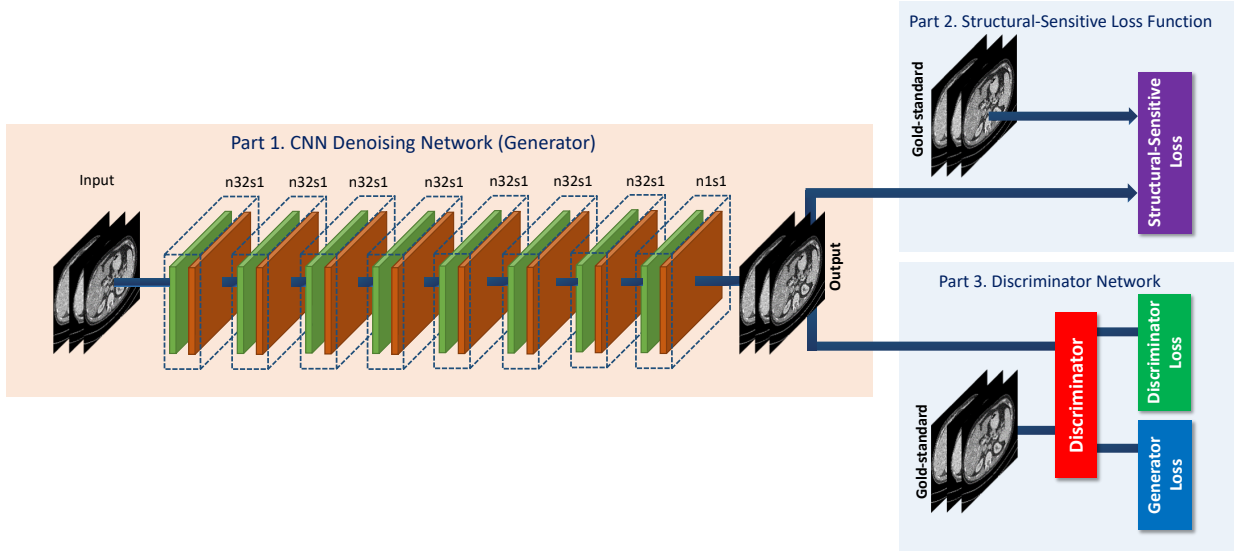 Part 1. CNN Denoising Network (Generator)
Input
n32s1
n32s1
n32s1
n32s1
n32s1
n32s1
n32s1
n1s1
Output
Part 2. Structural-Sensitive Loss Function
Gold-standard
Structural-Sensitive
Loss
Part 3. Discriminator Network
Gold-standard
Discriminator
Discriminator
Loss
Generator
Loss